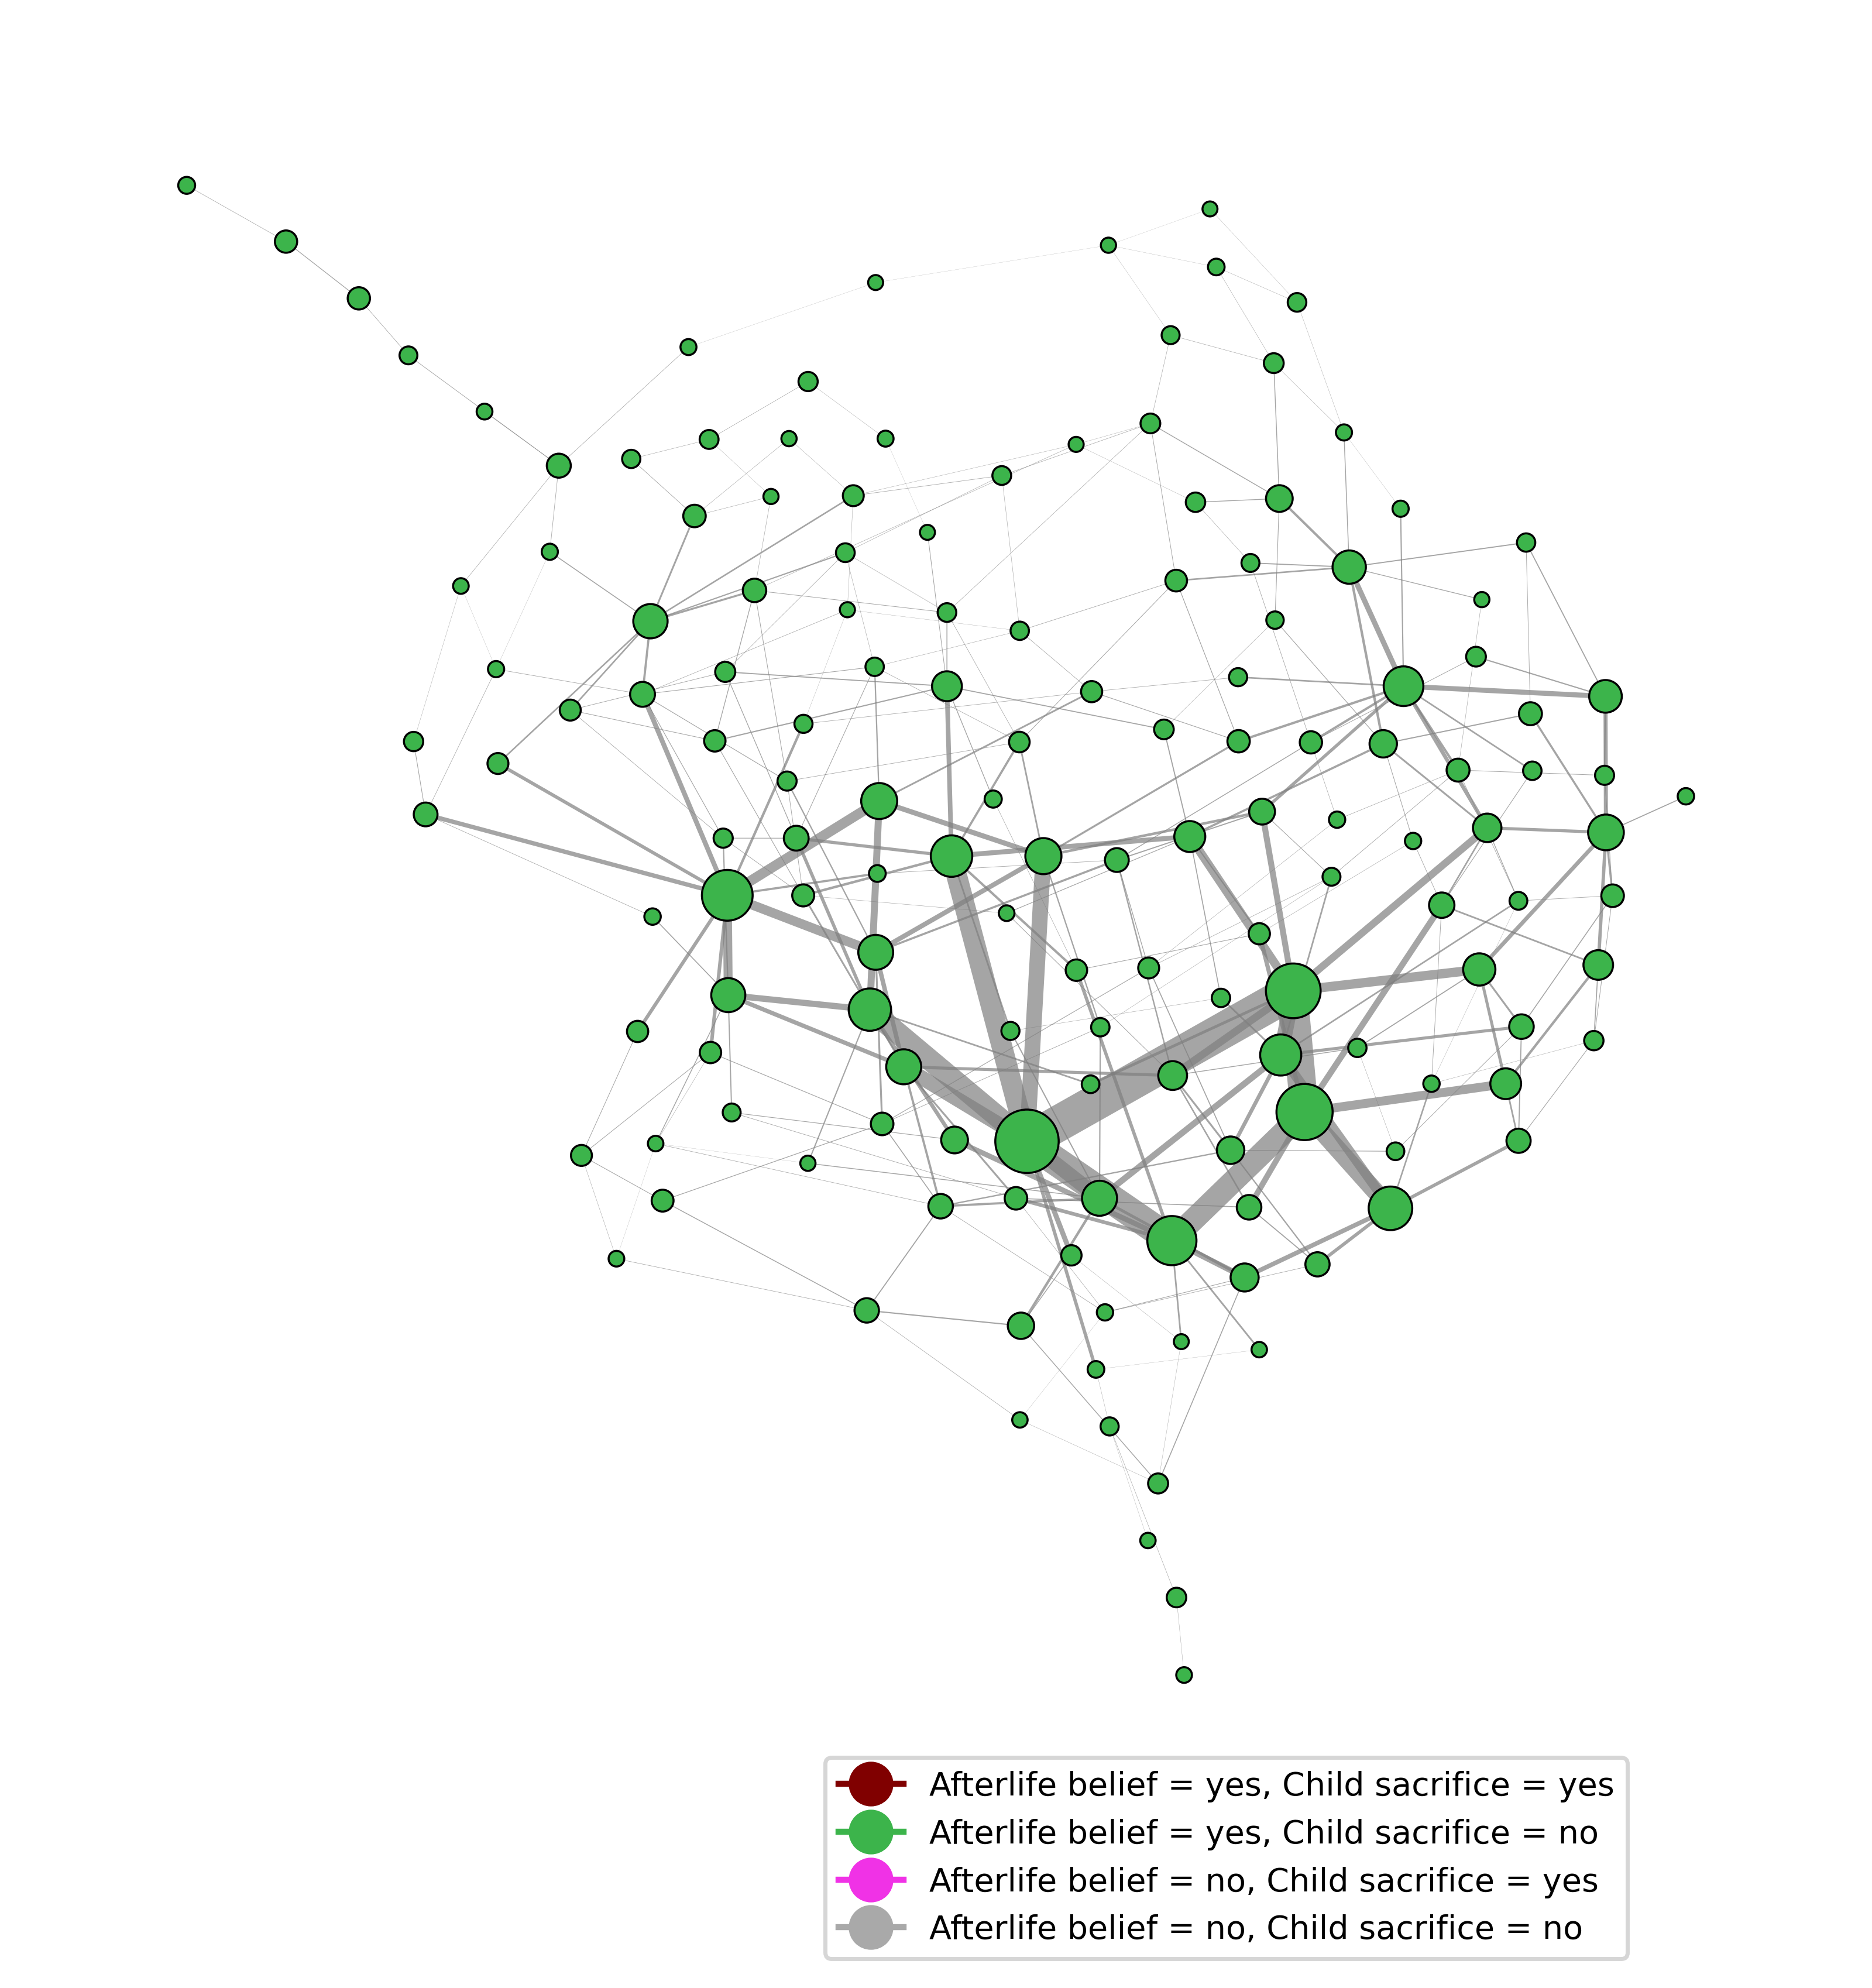 Afterlife belief = yes, Child sacrifice = yes
Afterlife belief = yes, Child sacrifice = no
Afterlife belief = no, Child sacrifice = yes
Afterlife belief = no, Child sacrifice = no